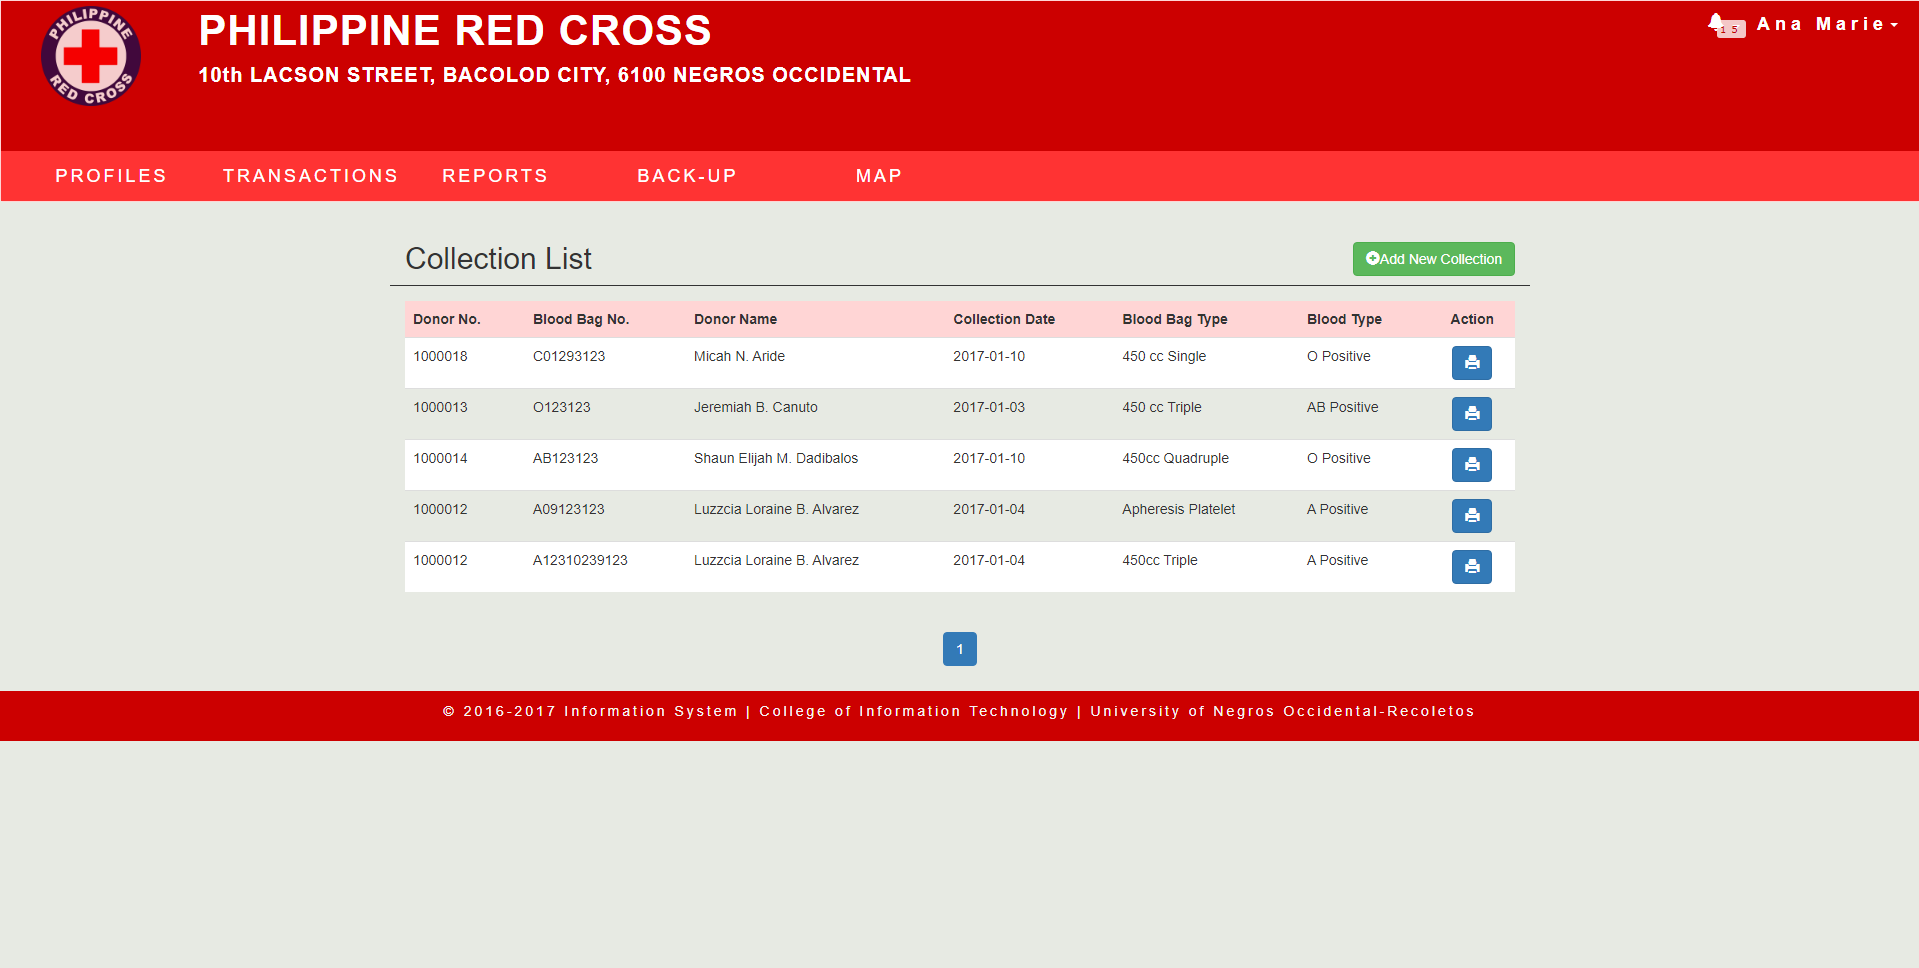 PHILIPPINE RED CROSS
PHILIPPINE RED CROSS
10th LACSON STREET, BACOLOD CITY, 6100 NEGROS OCCIDENTAL
15 Ana Marie
PROFILES TRANSACTIONS REPORTS BACK-UP MAP
Collection List
Add New Collection
Donor No. Blood Bag No. Donor Name Collection Date Blood Bag Type Blood Type Action
1000018 C01293123 Micah N. Aride 2017-01-10 450 cc Single O Positive
1000013 O123123 Jeremiah B. Canuto 2017-01-03 450 cc Triple AB Positive
1000014 AB123123 Shaun Elijah M. Dadibalos 2017-01-10 450cc Quadruple O Positive
1000012 A09123123 Luzzcia Loraine B. Alvarez 2017-01-04 Apheresis Platelet A Positive
1000012 A12310239123 Luzzcia Loraine B. Alvarez 2017-01-04 450cc Triple A Positive
1
© 2016-2017 Information System | College of Information Technology | University of Negros Occidental-Recoletos